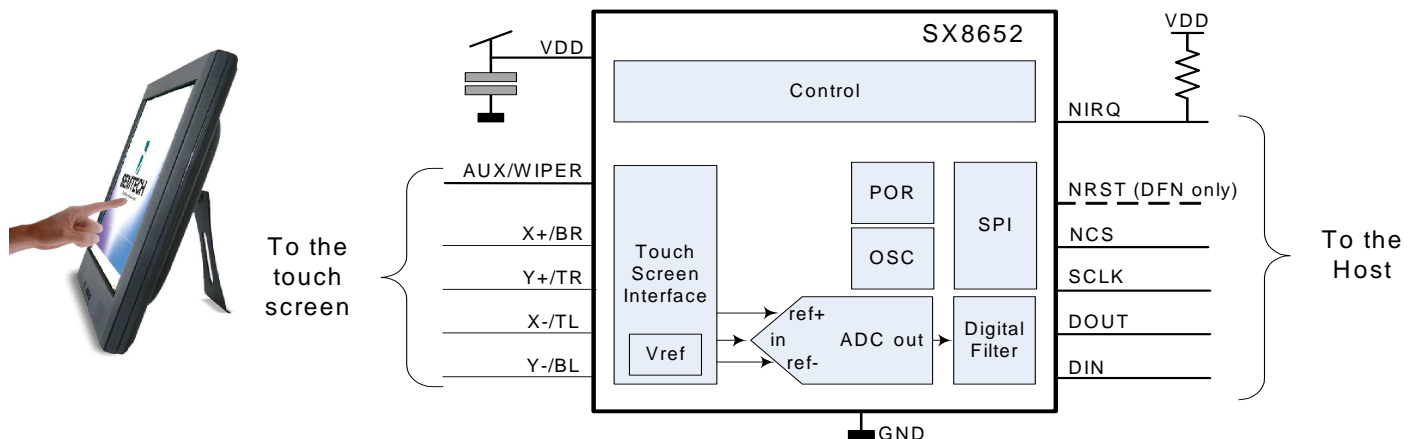 SX8652
VDD
VDD
Control
NIRQ
AUX/WIPER
POR
NRST (DFN only)
SPI
X+/BR
NCS
To the
touch
screen
Touch
Screen
Interface
OSC
To the
Host
Y+/TR
SCLK
ref+
X-/TL
in
ADC out
Digital
Filter
DOUT
Vref
ref-
Y-/BL
DIN
GND
SEMTECH